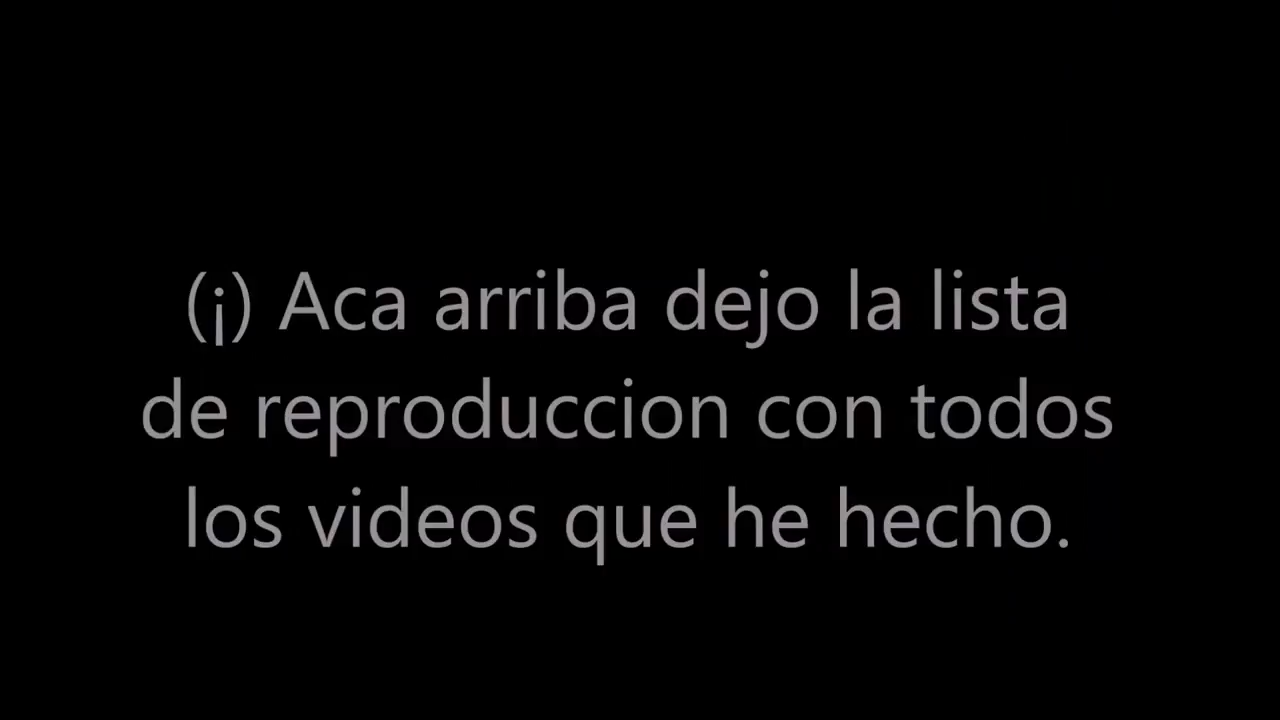 (¡) Aca arriba dejo la lista
de reproduccion con todos
los videos que he hecho.